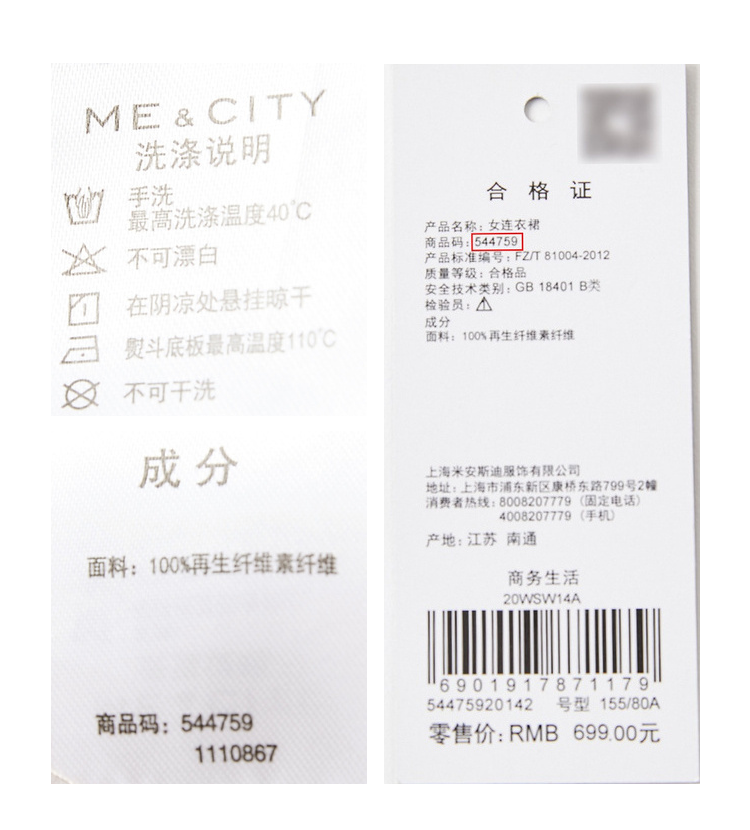 ME & CITY
洗涤说明
手洗
最高洗涤温度40°C
不可漂白
在阴凉处悬挂晾干
熨斗底板最高温度110°C
不可干洗
成分
面料：100%再生纤维素纤维
商品码：544759
1110867
合格证
产品名称：女连衣裙
商品码：544759
产品标准编号：FZ/T 81004-2012
质量等级：合格品
安全技术类别：GB 18401 B类
检验员：
成分
面料：100%再生纤维素纤维
上海米安斯迪服饰有限公司
地址：上海市浦东新区康桥东路799号2幢
消费者热线：8008207779（固定电话）
4008207779（手机）
产地：江苏 南通
商务生活
20WSW14A
6901917871179
54475920142 号型 155/80A
零售价：RMB 699.00元